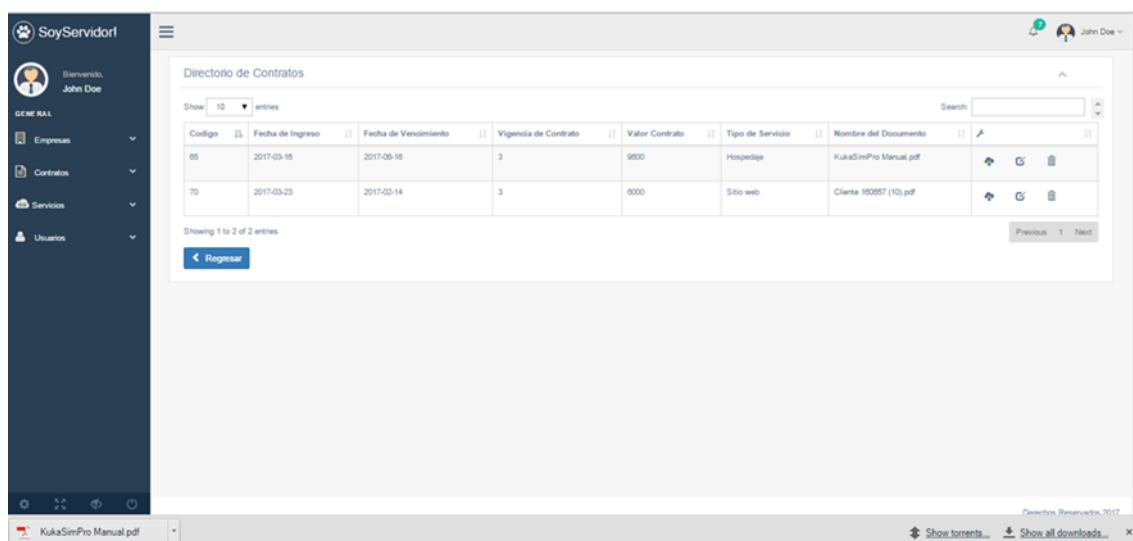 SoyServidor!
7
John Doe
Bienvenido,
John Doe
GENERAL
Empresas
Contratos
Servicios
Usuarios
Directorio de Contratos
Show 10 entries
Search:
Codigo Fecha de Ingreso Fecha de Vencimiento Vigencia de Contrato Valor Contrato Tipo de Servicio Nombre del Documento
65 2017-03-16 2017-06-16 3 9600 Hospedaje KukaSimPro Manual.pdf
70 2017-03-23 2017-02-14 3 6000 Sitio web Cliente 160657 (10).pdf
Showing 1 to 2 of 2 entries
Previous 1 Next
Regresar
Derechos Reservados 2017
KukaSimPro Manual.pdf
Show torrents...
Show all downloads...